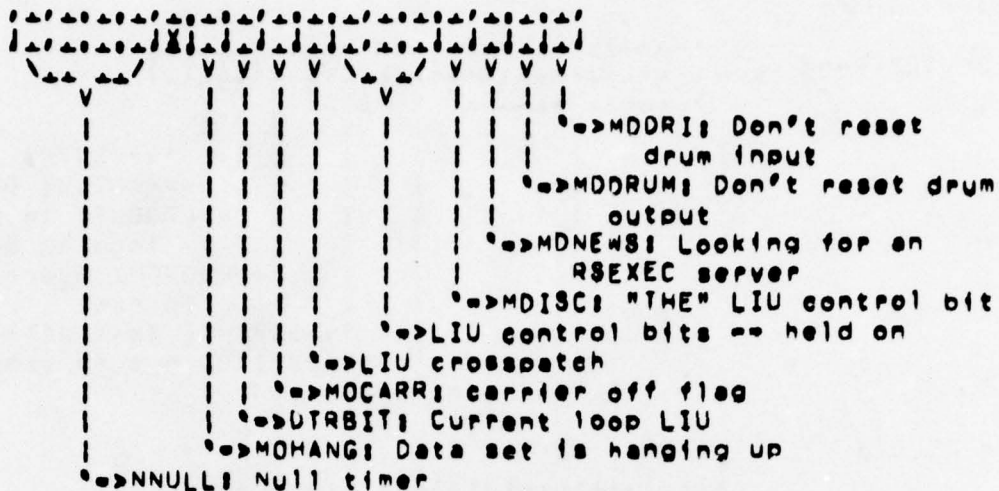 X
MDDRI: Don't reset
drum input
MDDRUM: Don't reset drum
output
MDNEWS: Looking for an
RSEXEC server
MDISC: "THE" LIU control bit
LIU control bits -- held on
LIU crosspatch
MOCARR: carrier off flag
DTRBIT: Current loop LIU
MOHANG: Data set is hanging up
NNULL: Null timer